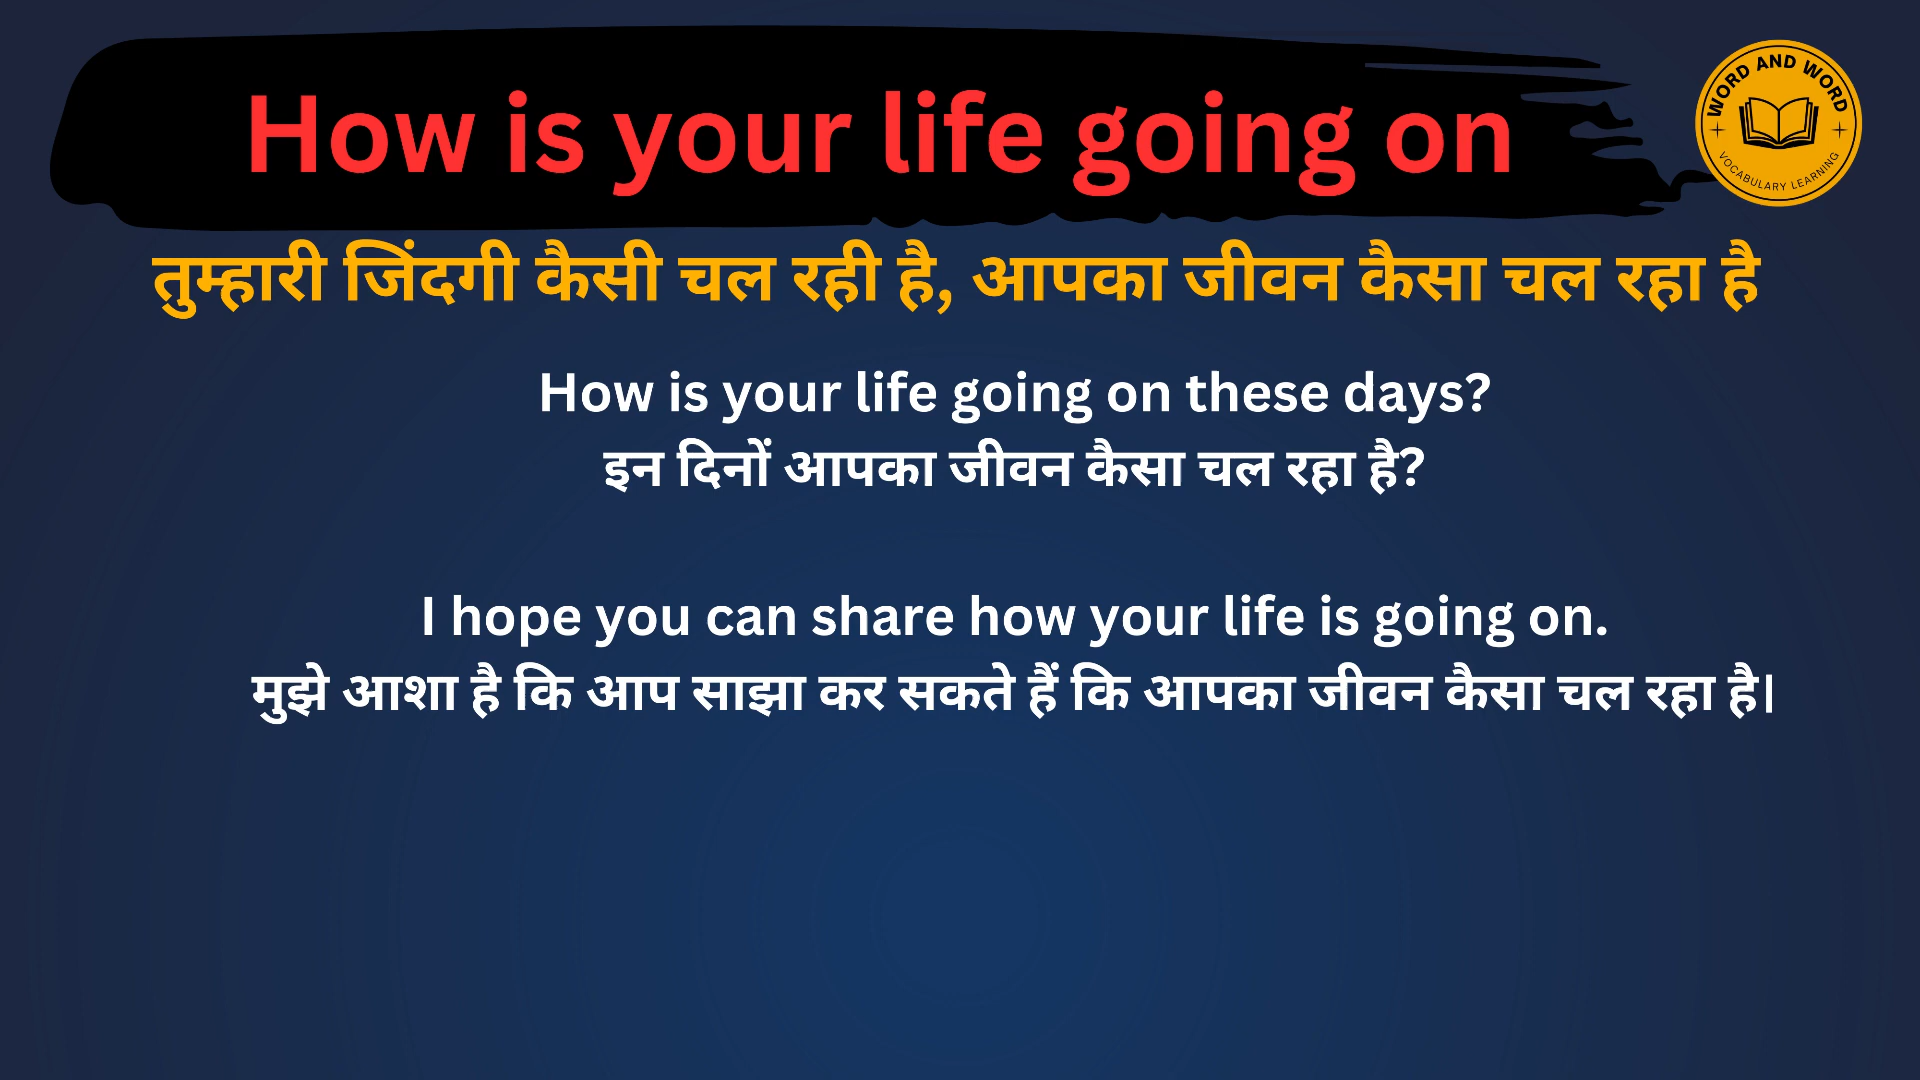 How is your life going on
WORD AND WORD
VOCABULARY LEARNING
तुम्हारी जिंदगी कैसी चल रही है, आपका जीवन कैसा चल रहा है
How is your life going on these days?
इन दिनों आपका जीवन कैसा चल रहा है?
I hope you can share how your life is going on.
मुझे आशा है कि आप साझा कर सकते हैं कि आपका जीवन कैसा चल रहा है|